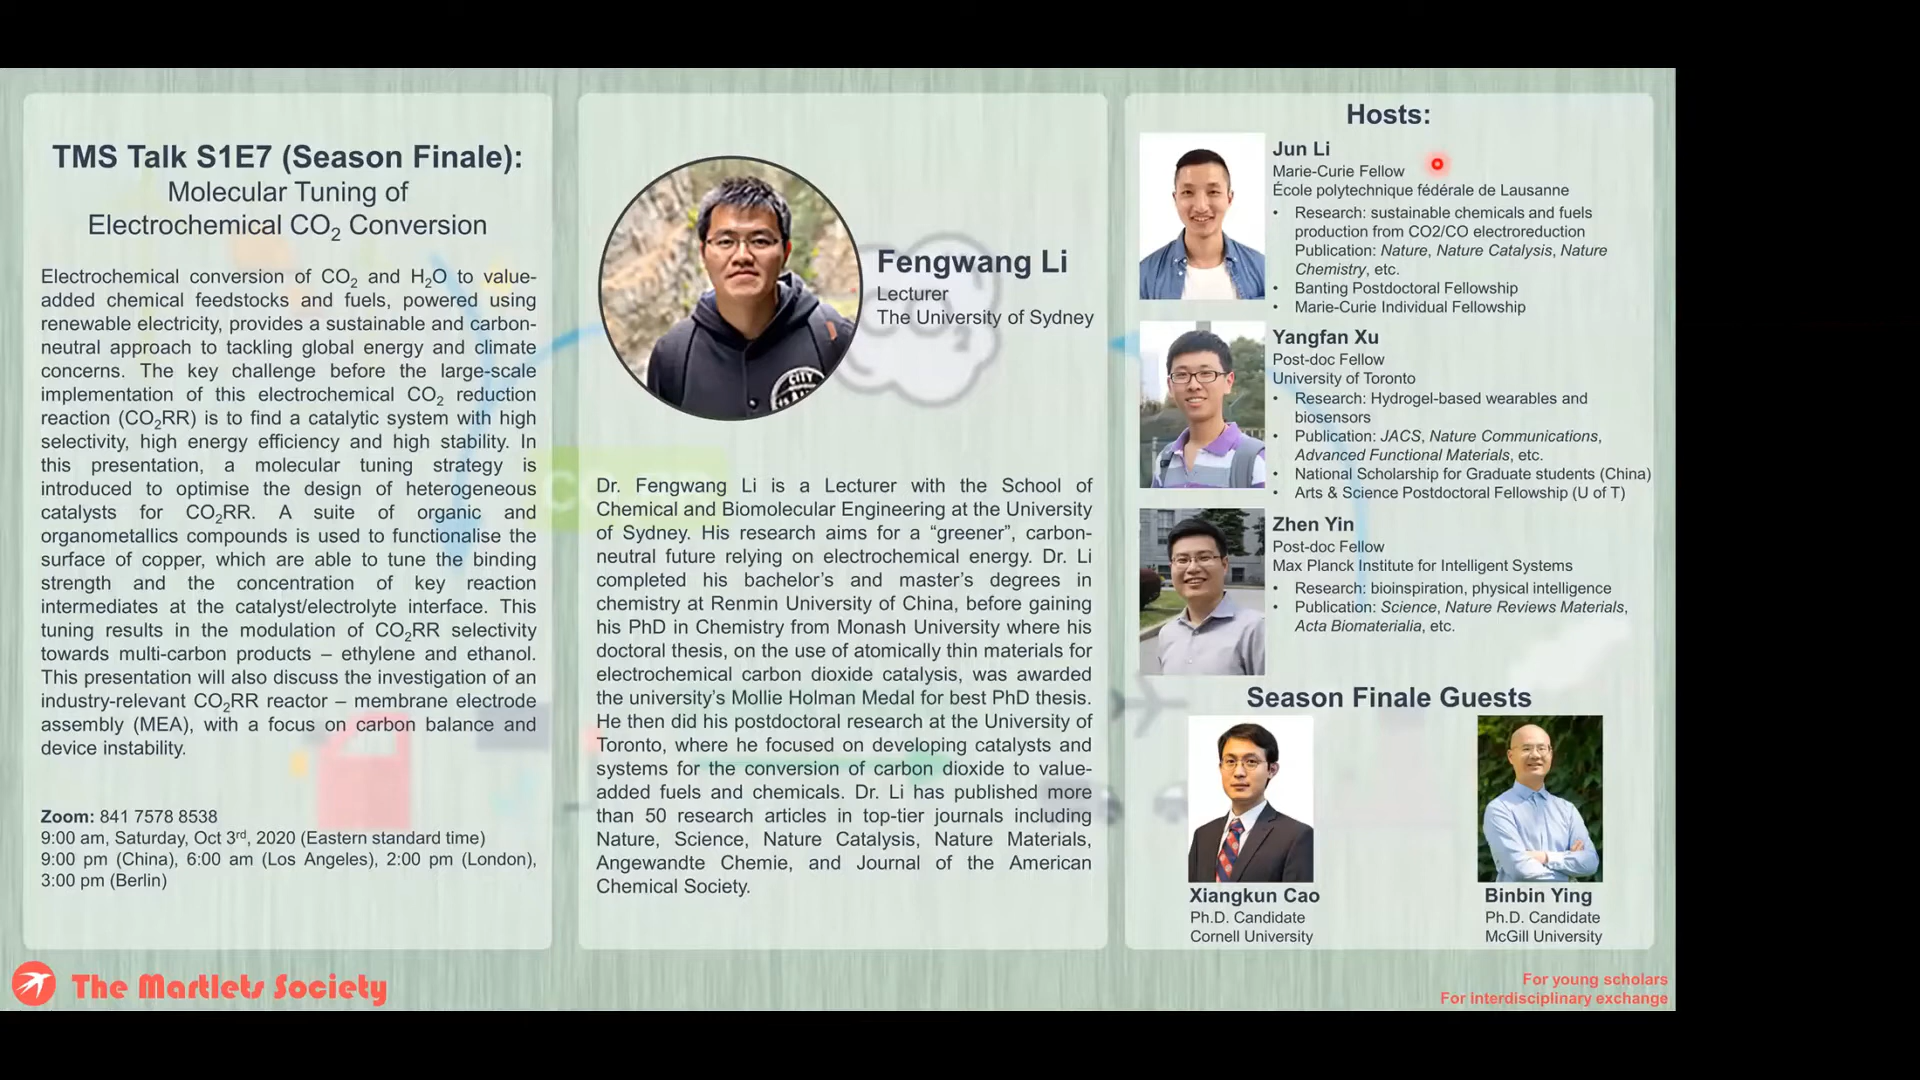 TMS Talk S1E7 (Season Finale):
Molecular Tuning of
Electrochemical CO₂ Conversion
Electrochemical conversion of CO₂ and H₂O to value-
added chemical feedstocks and fuels, powered using
renewable electricity, provides a sustainable and carbon-
neutral approach to tackling global energy and climate
concerns. The key challenge before the large-scale
implementation of this electrochemical CO₂ reduction
reaction (CO₂RR) is to find a catalytic system with high
selectivity, high energy efficiency and high stability. In
this presentation, a molecular tuning strategy is
introduced to optimise the design of heterogeneous
catalysts for CO₂RR. A suite of organic and
organometallics compounds is used to functionalise the
surface of copper, which are able to tune the binding
strength and the concentration of key reaction
intermediates at the catalyst/electrolyte interface. This
tuning results in the modulation of CO₂RR selectivity
towards multi-carbon products – ethylene and ethanol.
This presentation will also discuss the investigation of an
industry-relevant CO₂RR reactor – membrane electrode
assembly (MEA), with a focus on carbon balance and
device instability.
Zoom: 841 7578 8538
9:00 am, Saturday, Oct 3rd, 2020 (Eastern standard time)
9:00 pm (China), 6:00 am (Los Angeles), 2:00 pm (London),
3:00 pm (Berlin)
Fengwang Li
Lecturer
The University of Sydney
CITY
Dr. Fengwang Li is a Lecturer with the School of
Chemical and Biomolecular Engineering at the University
of Sydney. His research aims for a “greener”, carbon-
neutral future relying on electrochemical energy. Dr. Li
completed his bachelor’s and master’s degrees in
chemistry at Renmin University of China, before gaining
his PhD in Chemistry from Monash University where his
doctoral thesis, on the use of atomically thin materials for
electrochemical carbon dioxide catalysis, was awarded
the university’s Mollie Holman Medal for best PhD thesis.
He then did his postdoctoral research at the University of
Toronto, where he focused on developing catalysts and
systems for the conversion of carbon dioxide to value-
added fuels and chemicals. Dr. Li has published more
than 50 research articles in top-tier journals including
Nature, Science, Nature Catalysis, Nature Materials,
Angewandte Chemie, and Journal of the American
Chemical Society.
Hosts:
Jun Li
Marie-Curie Fellow
École polytechnique fédérale de Lausanne
• Research: sustainable chemicals and fuels
production from CO2/CO electroreduction
Publication: Nature, Nature Catalysis, Nature
Chemistry, etc.
• Banting Postdoctoral Fellowship
• Marie-Curie Individual Fellowship
Yangfan Xu
Post-doc Fellow
University of Toronto
• Research: Hydrogel-based wearables and
biosensors
• Publication: JACS, Nature Communications,
Advanced Functional Materials, etc.
• National Scholarship for Graduate students (China)
• Arts & Science Postdoctoral Fellowship (U of T)
Zhen Yin
Post-doc Fellow
Max Planck Institute for Intelligent Systems
• Research: bioinspiration, physical intelligence
• Publication: Science, Nature Reviews Materials,
Acta Biomaterialia, etc.
Season Finale Guests
Xiangkun Cao
Ph.D. Candidate
Cornell University
Binbin Ying
Ph.D. Candidate
McGill University
The Martlets Society
For young scholars
For interdisciplinary exchange